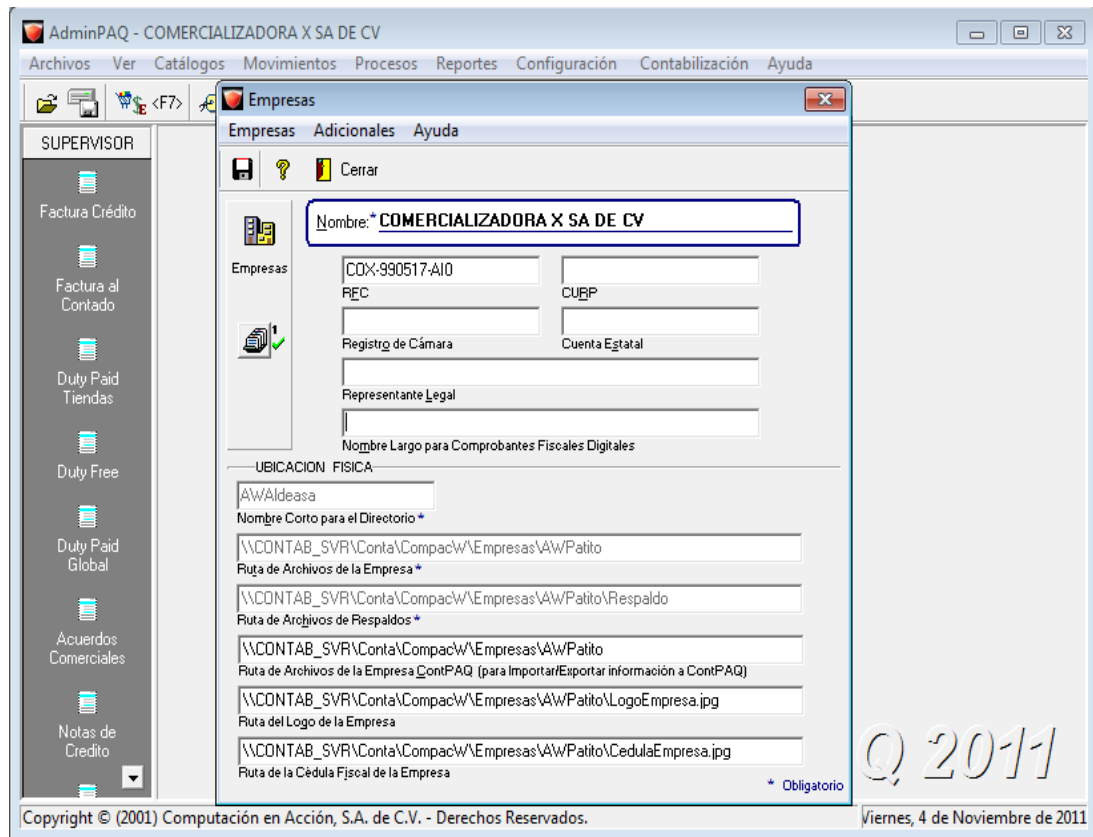 AdminPAQ - COMERCIALIZADORA X SA DE CV
Archivos Ver Catálogos Movimientos Procesos Reportes Configuración Contabilización Ayuda
<F7>
SUPERVISOR
Factura Crédito
Factura al
Contado
Duty Paid
Tiendas
Duty Free
Duty Paid
Global
Acuerdos
Comerciales
Notas de
Credito
Empresas
Empresas Adicionales Ayuda
Cerrar
Empresas
1
Nombre:* COMERCIALIZADORA X SA DE CV
COX-990517-AI0
RFC CURP
Registro de Cámara Cuenta Estatal
Representante Legal
Nombre Largo para Comprobantes Fiscales Digitales
UBICACION FISICA
AWAldeasa
Nombre Corto para el Directorio *
\\CONTAB_SVR\Conta\CompacW\Empresas\AWPatito
Ruta de Archivos de la Empresa *
\\CONTAB_SVR\Conta\CompacW\Empresas\AWPatito\Respaldo
Ruta de Archivos de Respaldos *
\\CONTAB_SVR\Conta\CompacW\Empresas\AWPatito
Ruta de Archivos de la Empresa ContPAQ (para Importar/Exportar información a ContPAQ)
\\CONTAB_SVR\Conta\CompacW\Empresas\AWPatito\LogoEmpresa.jpg
Ruta del Logo de la Empresa
\\CONTAB_SVR\Conta\CompacW\Empresas\AWPatito\CedulaEmpresa.jpg
Ruta de la Cèdula Fiscal de la Empresa
* Obligatorio
Q 2011
Copyright © (2001) Computación en Acción, S.A. de C.V. - Derechos Reservados.
Viernes, 4 de Noviembre de 2011